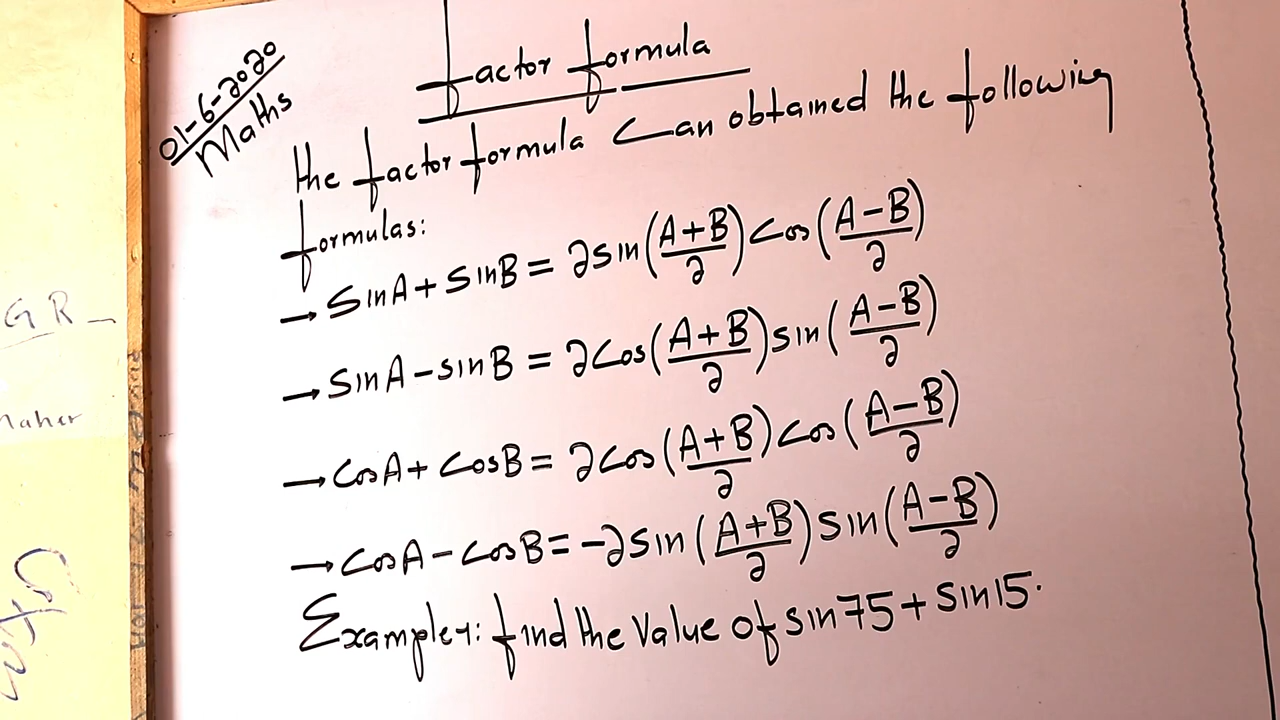 01-6-2020
Maths
factor formula
the factor formula Can obtained the following
formulas:
→ SinA + sinB = 2sin(A+B/2) Cos(A-B/2)
→ SinA - sinB = 2Cos(A+B/2) sin(A-B/2)
→ CosA + CosB = 2Cos(A+B/2) Cos(A-B/2)
→ CosA - CosB = -2Sin(A+B/2) Sin(A-B/2)
Example1: find the Value of sin75 + Sin15.
GR
Maher